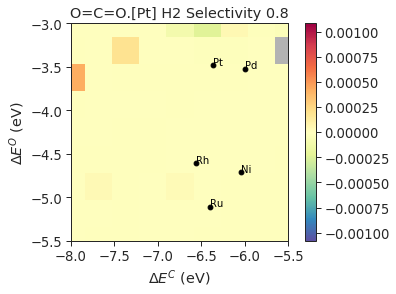 O=C=O.[Pt] H2 Selectivity 0.8
−3.0
−3.5
−4.0
−4.5
−5.0
−5.5
ΔE^O (eV)
Pt
Pd
Rh
Ni
Ru
−8.0 −7.5 −7.0 −6.5 −6.0 −5.5
ΔE^C (eV)
0.00100
0.00075
0.00050
0.00025
0.00000
−0.00025
−0.00050
−0.00075
−0.00100